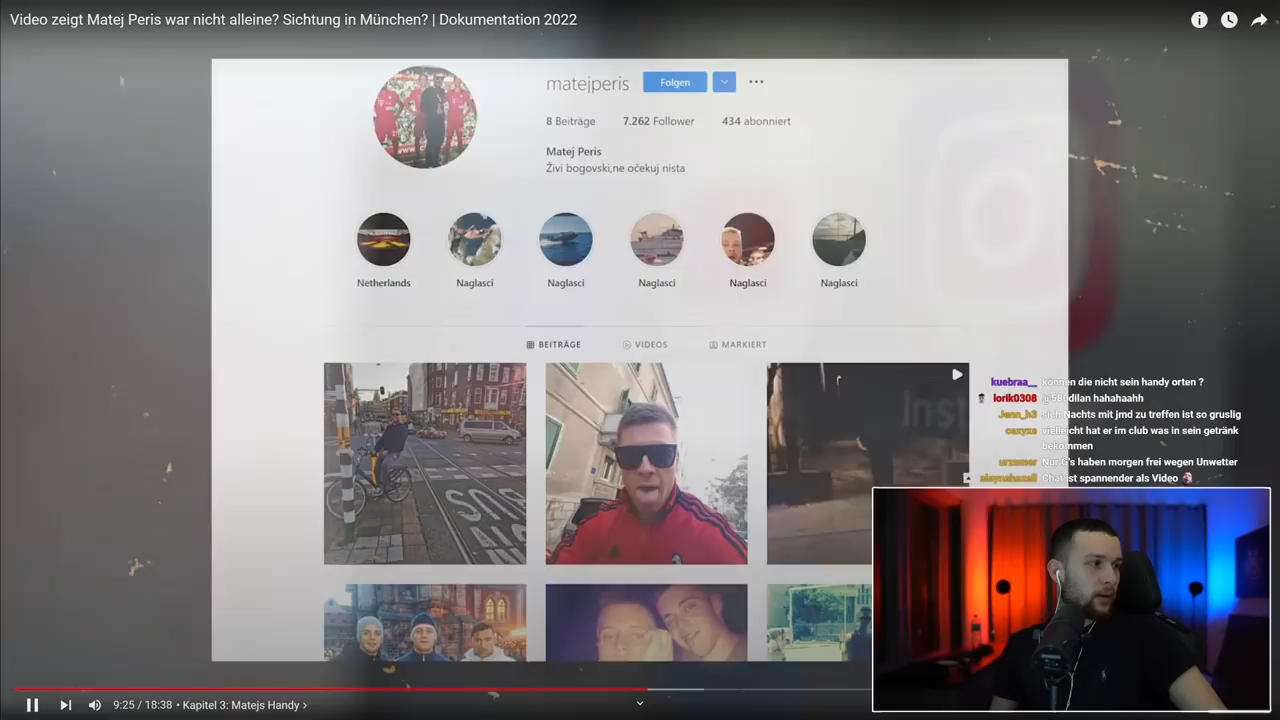 Video zeigt Matej Peris war nicht alleine? Sichtung in München? | Dokumentation 2022
matejperis
Folgen
8 Beiträge 7.262 Follower 434 abonniert
Matej Peris
Živi bogovski,ne očekuj nista
Netherlands Naglasci Naglasci Naglasci Naglasci Naglasci
BEITRÄGE VIDEOS MARKIERT
Inst
BUS
kuebraa__ können die nicht sein handy orten ?
lorik0308 @580dilan hahahaahh
Jenn_h3 sich Nachts mit jmd zu treffen ist so gruslig
vielleicht hat er im club was in sein getränk
bekommen
Nur G's haben morgen frei wegen Unwetter
Chat ist spannender als Video
9:25 / 18:38 • Kapitel 3: Matejs Handy ›